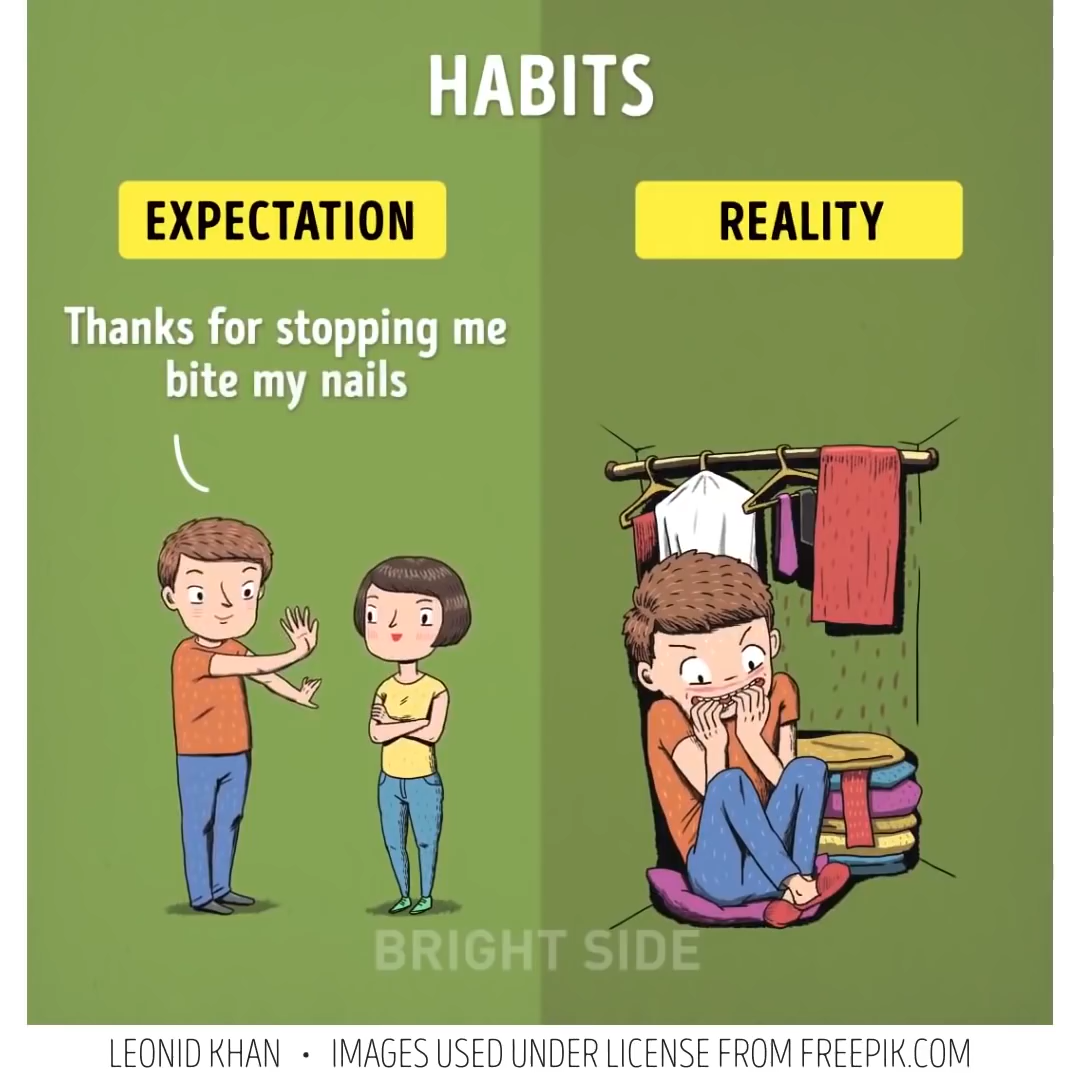 HABITS
EXPECTATION
REALITY
Thanks for stopping me
bite my nails
BRIGHT SIDE
LEONID KHAN • IMAGES USED UNDER LICENSE FROM FREEPIK.COM